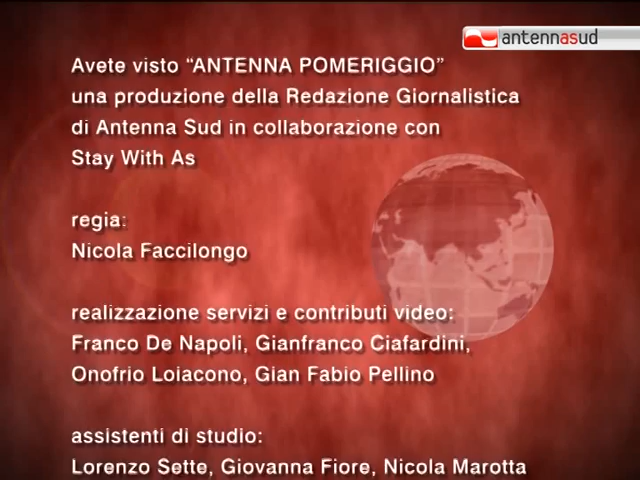 antennasud
Avete visto “ANTENNA POMERIGGIO”
una produzione della Redazione Giornalistica
di Antenna Sud in collaborazione con
Stay With As
regia:
Nicola Faccilongo
realizzazione servizi e contributi video:
Franco De Napoli, Gianfranco Ciafardini,
Onofrio Loiacono, Gian Fabio Pellino
assistenti di studio:
Lorenzo Sette, Giovanna Fiore, Nicola Marotta